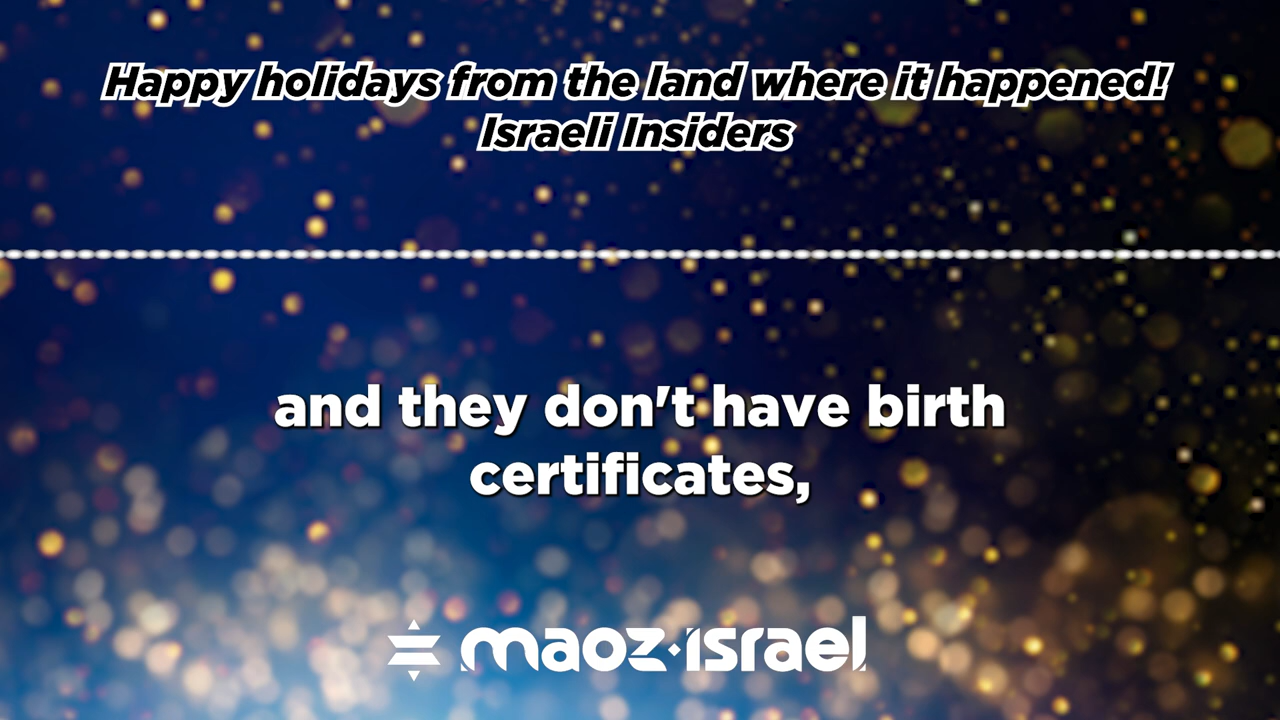 Happy holidays from the land where it happened!
Israeli Insiders
and they don't have birth
certificates,
maoz israel